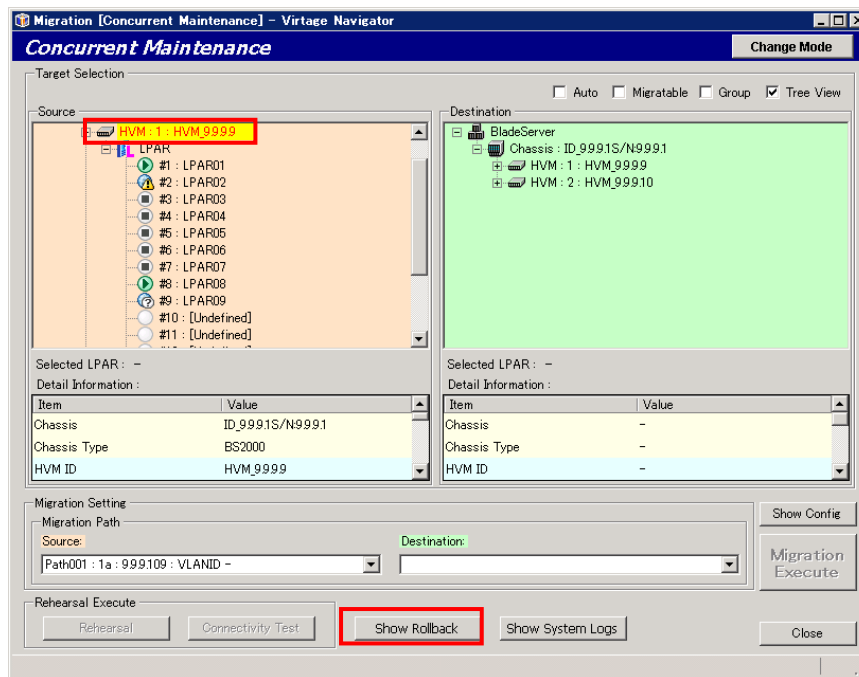 Migration [Concurrent Maintenance] - Virtage Navigator
Concurrent Maintenance
Change Mode
Target Selection
Auto Migratable Group Tree View
Source
HVM : 1 : HVM_9.9.9.9
LPAR
#1 : LPAR01
#2 : LPAR02
#3 : LPAR03
#4 : LPAR04
#5 : LPAR05
#6 : LPAR06
#7 : LPAR07
#8 : LPAR08
#9 : LPAR09
#10 : [Undefined]
#11 : [Undefined]
Selected LPAR : -
Detail Information :
Item Value
Chassis ID_9.9.9.1S/N9.9.9.1
Chassis Type BS2000
HVM ID HVM_9.9.9.9
Destination
BladeServer
Chassis : ID_9.9.9.1S/N9.9.9.1
HVM : 1 : HVM_9.9.9.9
HVM : 2 : HVM_9.9.9.10
Selected LPAR : -
Detail Information :
Item Value
Chassis -
Chassis Type -
HVM ID -
Migration Setting
Migration Path
Source:
Path001 : 1a : 9.9.9.109 : VLANID -
Destination:
Show Config
Migration
Execute
Rehearsal Execute
Rehearsal
Connectivity Test
Show Rollback
Show System Logs
Close